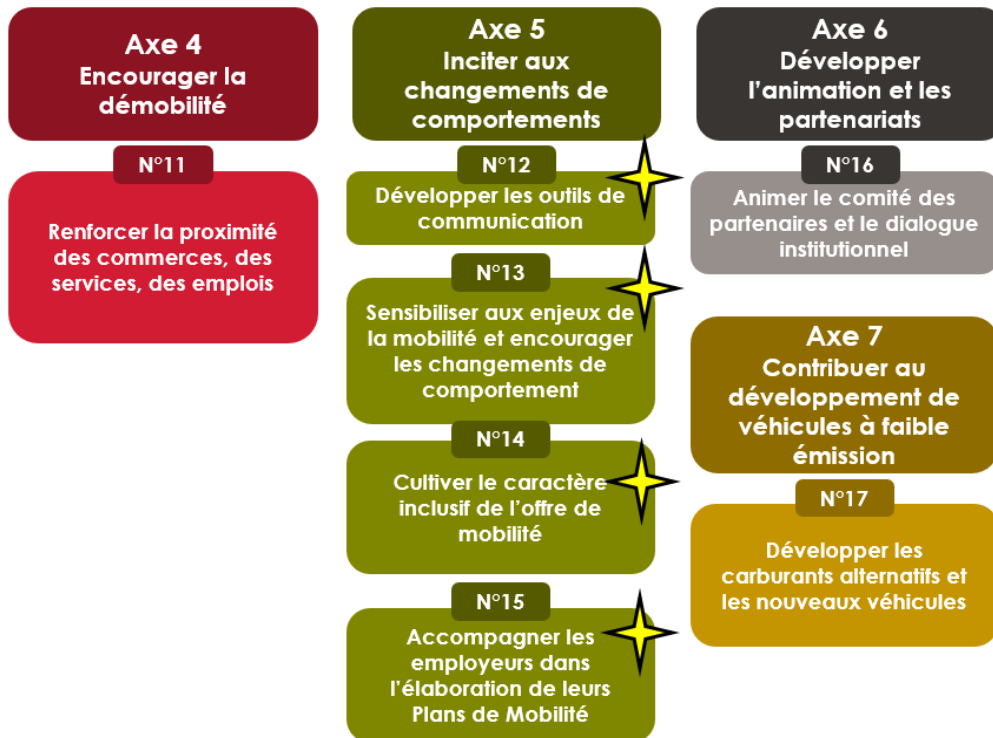 Axe 4
Encourager la
démobilité
N°11
Renforcer la proximité
des commerces, des
services, des emplois
Axe 5
Inciter aux
changements de
comportements
N°12
Développer les outils de
communication
N°13
Sensibiliser aux enjeux de
la mobilité et encourager
les changements de
comportement
N°14
Cultiver le caractère
inclusif de l'offre de
mobilité
N°15
Accompagner les
employeurs dans
l'élaboration de leurs
Plans de Mobilité
Axe 6
Développer
l'animation et les
partenariats
N°16
Animer le comité des
partenaires et le dialogue
institutionnel
Axe 7
Contribuer au
développement de
véhicules à faible
émission
N°17
Développer les
carburants alternatifs et
les nouveaux véhicules